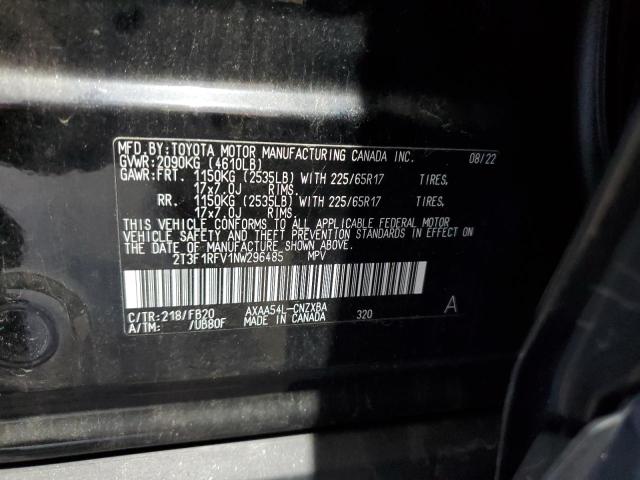 MFD.BY:TOYOTA MOTOR MANUFACTURING CANADA INC. 08/22
GVWR:2090KG (4610LB)
GAWR:FRT. 1150KG (2535LB) WITH 225/65R17 TIRES,
17x7.0J RIMS,
RR. 1150KG (2535LB) WITH 225/65R17 TIRES,
17x7.0J RIMS,
THIS VEHICLE CONFORMS TO ALL APPLICABLE FEDERAL MOTOR
VEHICLE SAFETY AND THEFT PREVENTION STANDARDS IN EFFECT ON
THE DATE OF MANUFACTURE SHOWN ABOVE.
2T3F1RFV1NW296485 MPV
C/TR:218/FB20 AXAA54L-CNZXBA 320 A
A/TM: /UB80F MADE IN CANADA